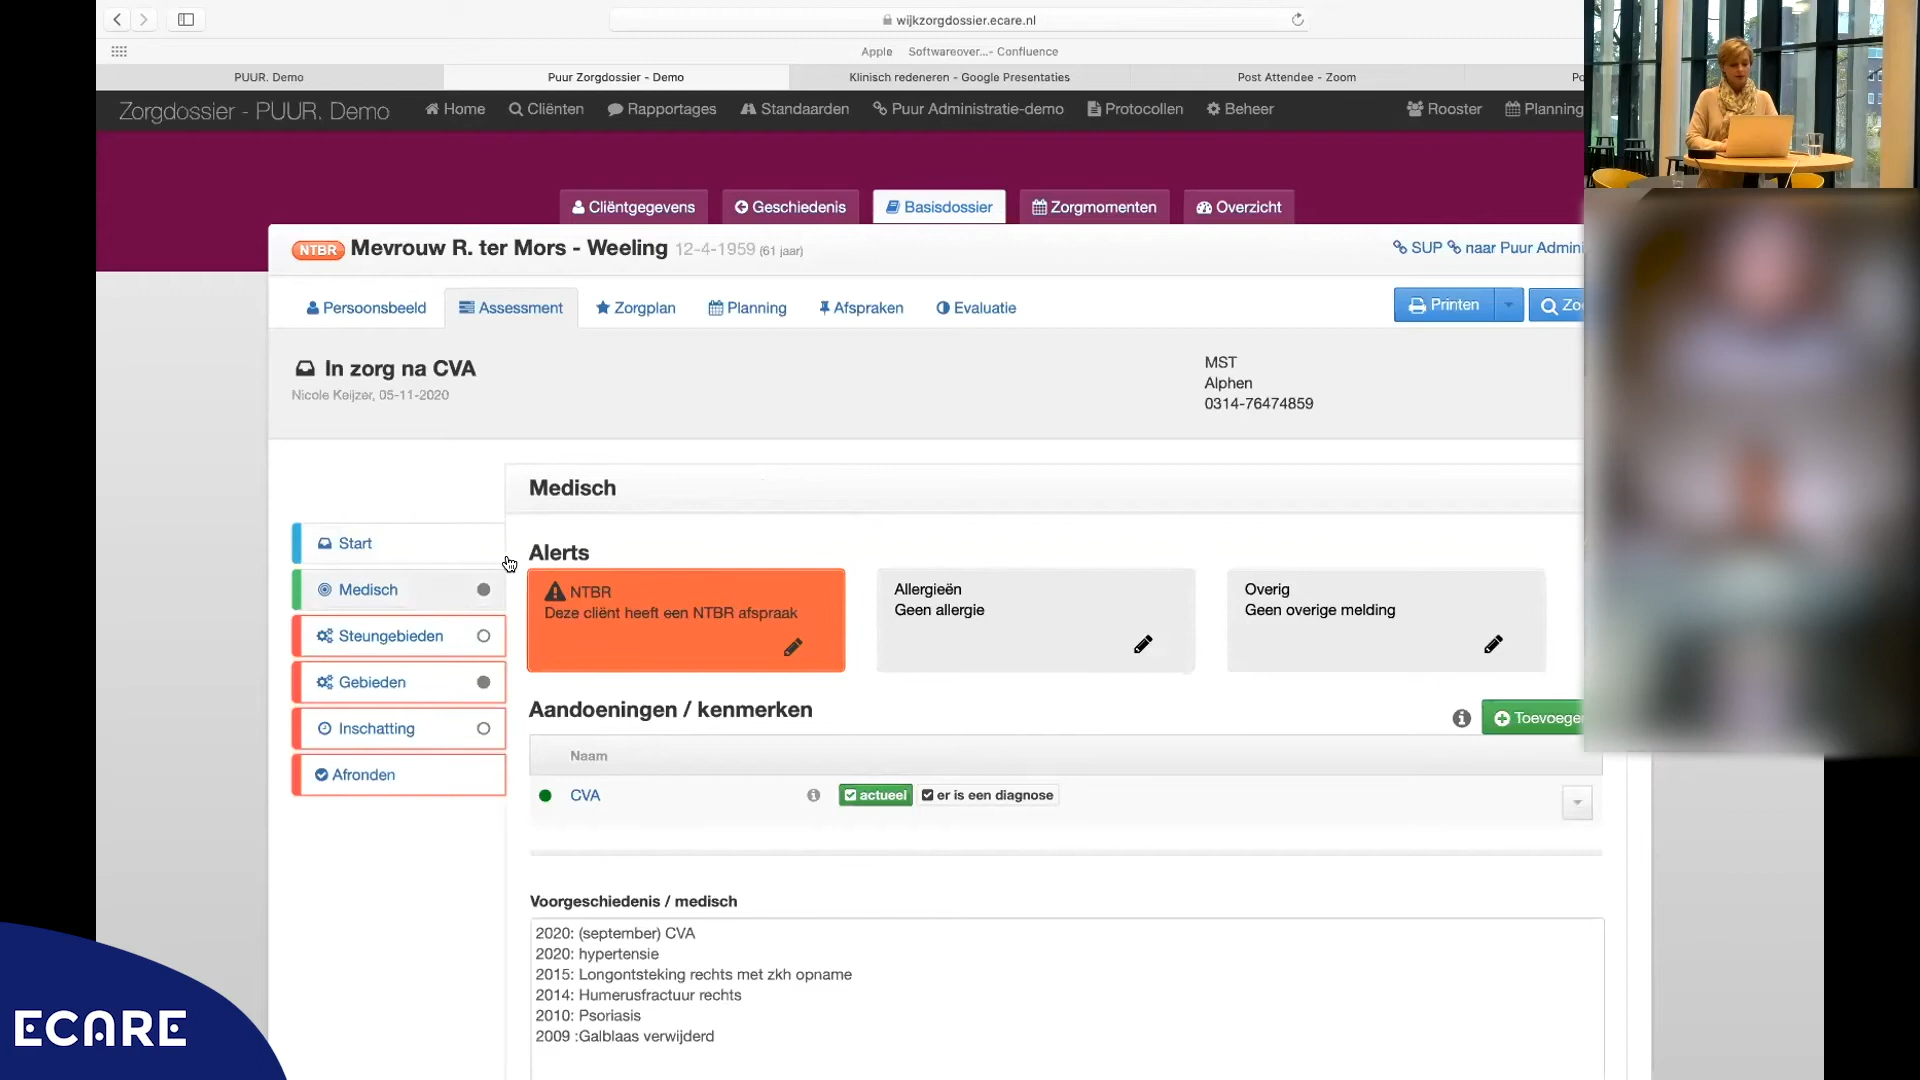 wijkzorgdossier.ecare.nl
Apple Softwareover...- Confluence
PUUR. Demo
Puur Zorgdossier - Demo
Klinisch redeneren - Google Presentaties
Post Attendee - Zoom
Zorgdossier - PUUR. Demo
Home
Cliënten
Rapportages
Standaarden
Puur Administratie-demo
Protocollen
Beheer
Rooster
Planning
Cliëntgegevens
Geschiedenis
Basisdossier
Zorgmomenten
Overzicht
NTBR Mevrouw R. ter Mors - Weeling 12-4-1959 (61 jaar)
SUP naar Puur Admini
Persoonsbeeld
Assessment
Zorgplan
Planning
Afspraken
Evaluatie
Printen
Zo
In zorg na CVA
Nicole Keijzer, 05-11-2020
MST
Alphen
0314-76474859
Medisch
Start
Medisch
Steungebieden
Gebieden
Inschatting
Afronden
Alerts
NTBR
Deze cliënt heeft een NTBR afspraak
Allergieën
Geen allergie
Overig
Geen overige melding
Aandoeningen / kenmerken
Toevoegen
Naam
CVA
actueel
er is een diagnose
Voorgeschiedenis / medisch
2020: (september) CVA
2020: hypertensie
2015: Longontsteking rechts met zkh opname
2014: Humerusfractuur rechts
2010: Psoriasis
2009 :Galblaas verwijderd
ECARE